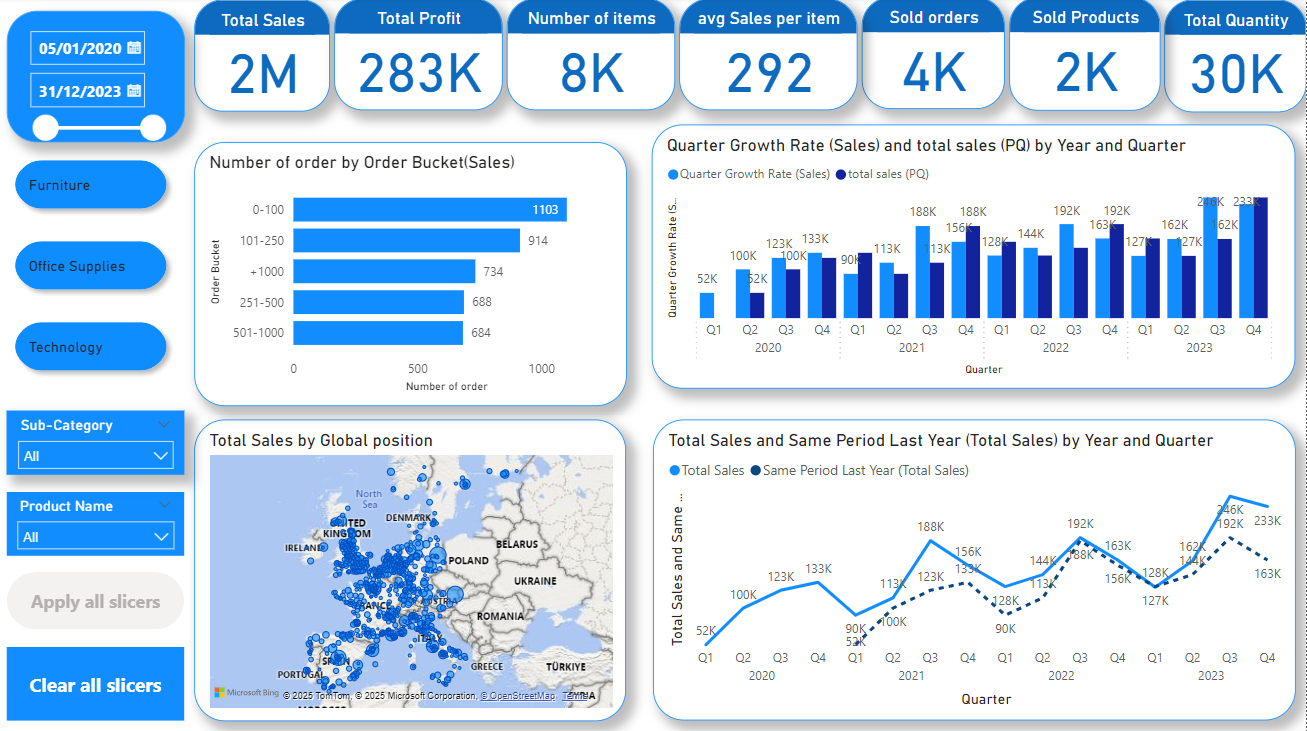 05/01/2020
31/12/2023
Total Sales
2M
Total Profit
283K
Number of items
8K
avg Sales per item
292
Sold orders
4K
Sold Products
2K
Total Quantity
30K
Furniture
Office Supplies
Technology
Sub-Category
All
Product Name
All
Apply all slicers
Clear all slicers
Number of order by Order Bucket(Sales)
Order Bucket
0-100 1103
101-250 914
+1000 734
251-500 688
501-1000 684
0 500 1000
Number of order
Quarter Growth Rate (Sales) and total sales (PQ) by Year and Quarter
Quarter Growth Rate (Sales) total sales (PQ)
Quarter Growth Rate (S...
52K 100K 52K 123K 100K 133K 90K 113K 188K 113K 156K 188K 128K 144K 192K 163K 192K 127K 162K 127K 246K 162K 233K
Q1 Q2 Q3 Q4 Q1 Q2 Q3 Q4 Q1 Q2 Q3 Q4 Q1 Q2 Q3 Q4
2020 2021 2022 2023
Quarter
Total Sales by Global position
North
Sea
DENMARK
UNITED
KINGDOM
IRELAND
BELARUS
POLAND
UKRAINE
FRANCE
AUSTRIA
ROMANIA
ITALY
SPAIN
PORTUGAL
GREECE
TÜRKIYE
SYRIA
MOROCCO
Microsoft Bing
© 2025 TomTom, © 2025 Microsoft Corporation, © OpenStreetMap Terms
Total Sales and Same Period Last Year (Total Sales) by Year and Quarter
Total Sales Same Period Last Year (Total Sales)
Total Sales and Same ...
52K 100K 123K 133K 90K 113K 188K 156K 128K 144K 192K 163K 128K 162K 246K 233K
52K 100K 123K 133K 90K 113K 188K 156K 127K 144K 192K 163K
Q1 Q2 Q3 Q4 Q1 Q2 Q3 Q4 Q1 Q2 Q3 Q4 Q1 Q2 Q3 Q4
2020 2021 2022 2023
Quarter